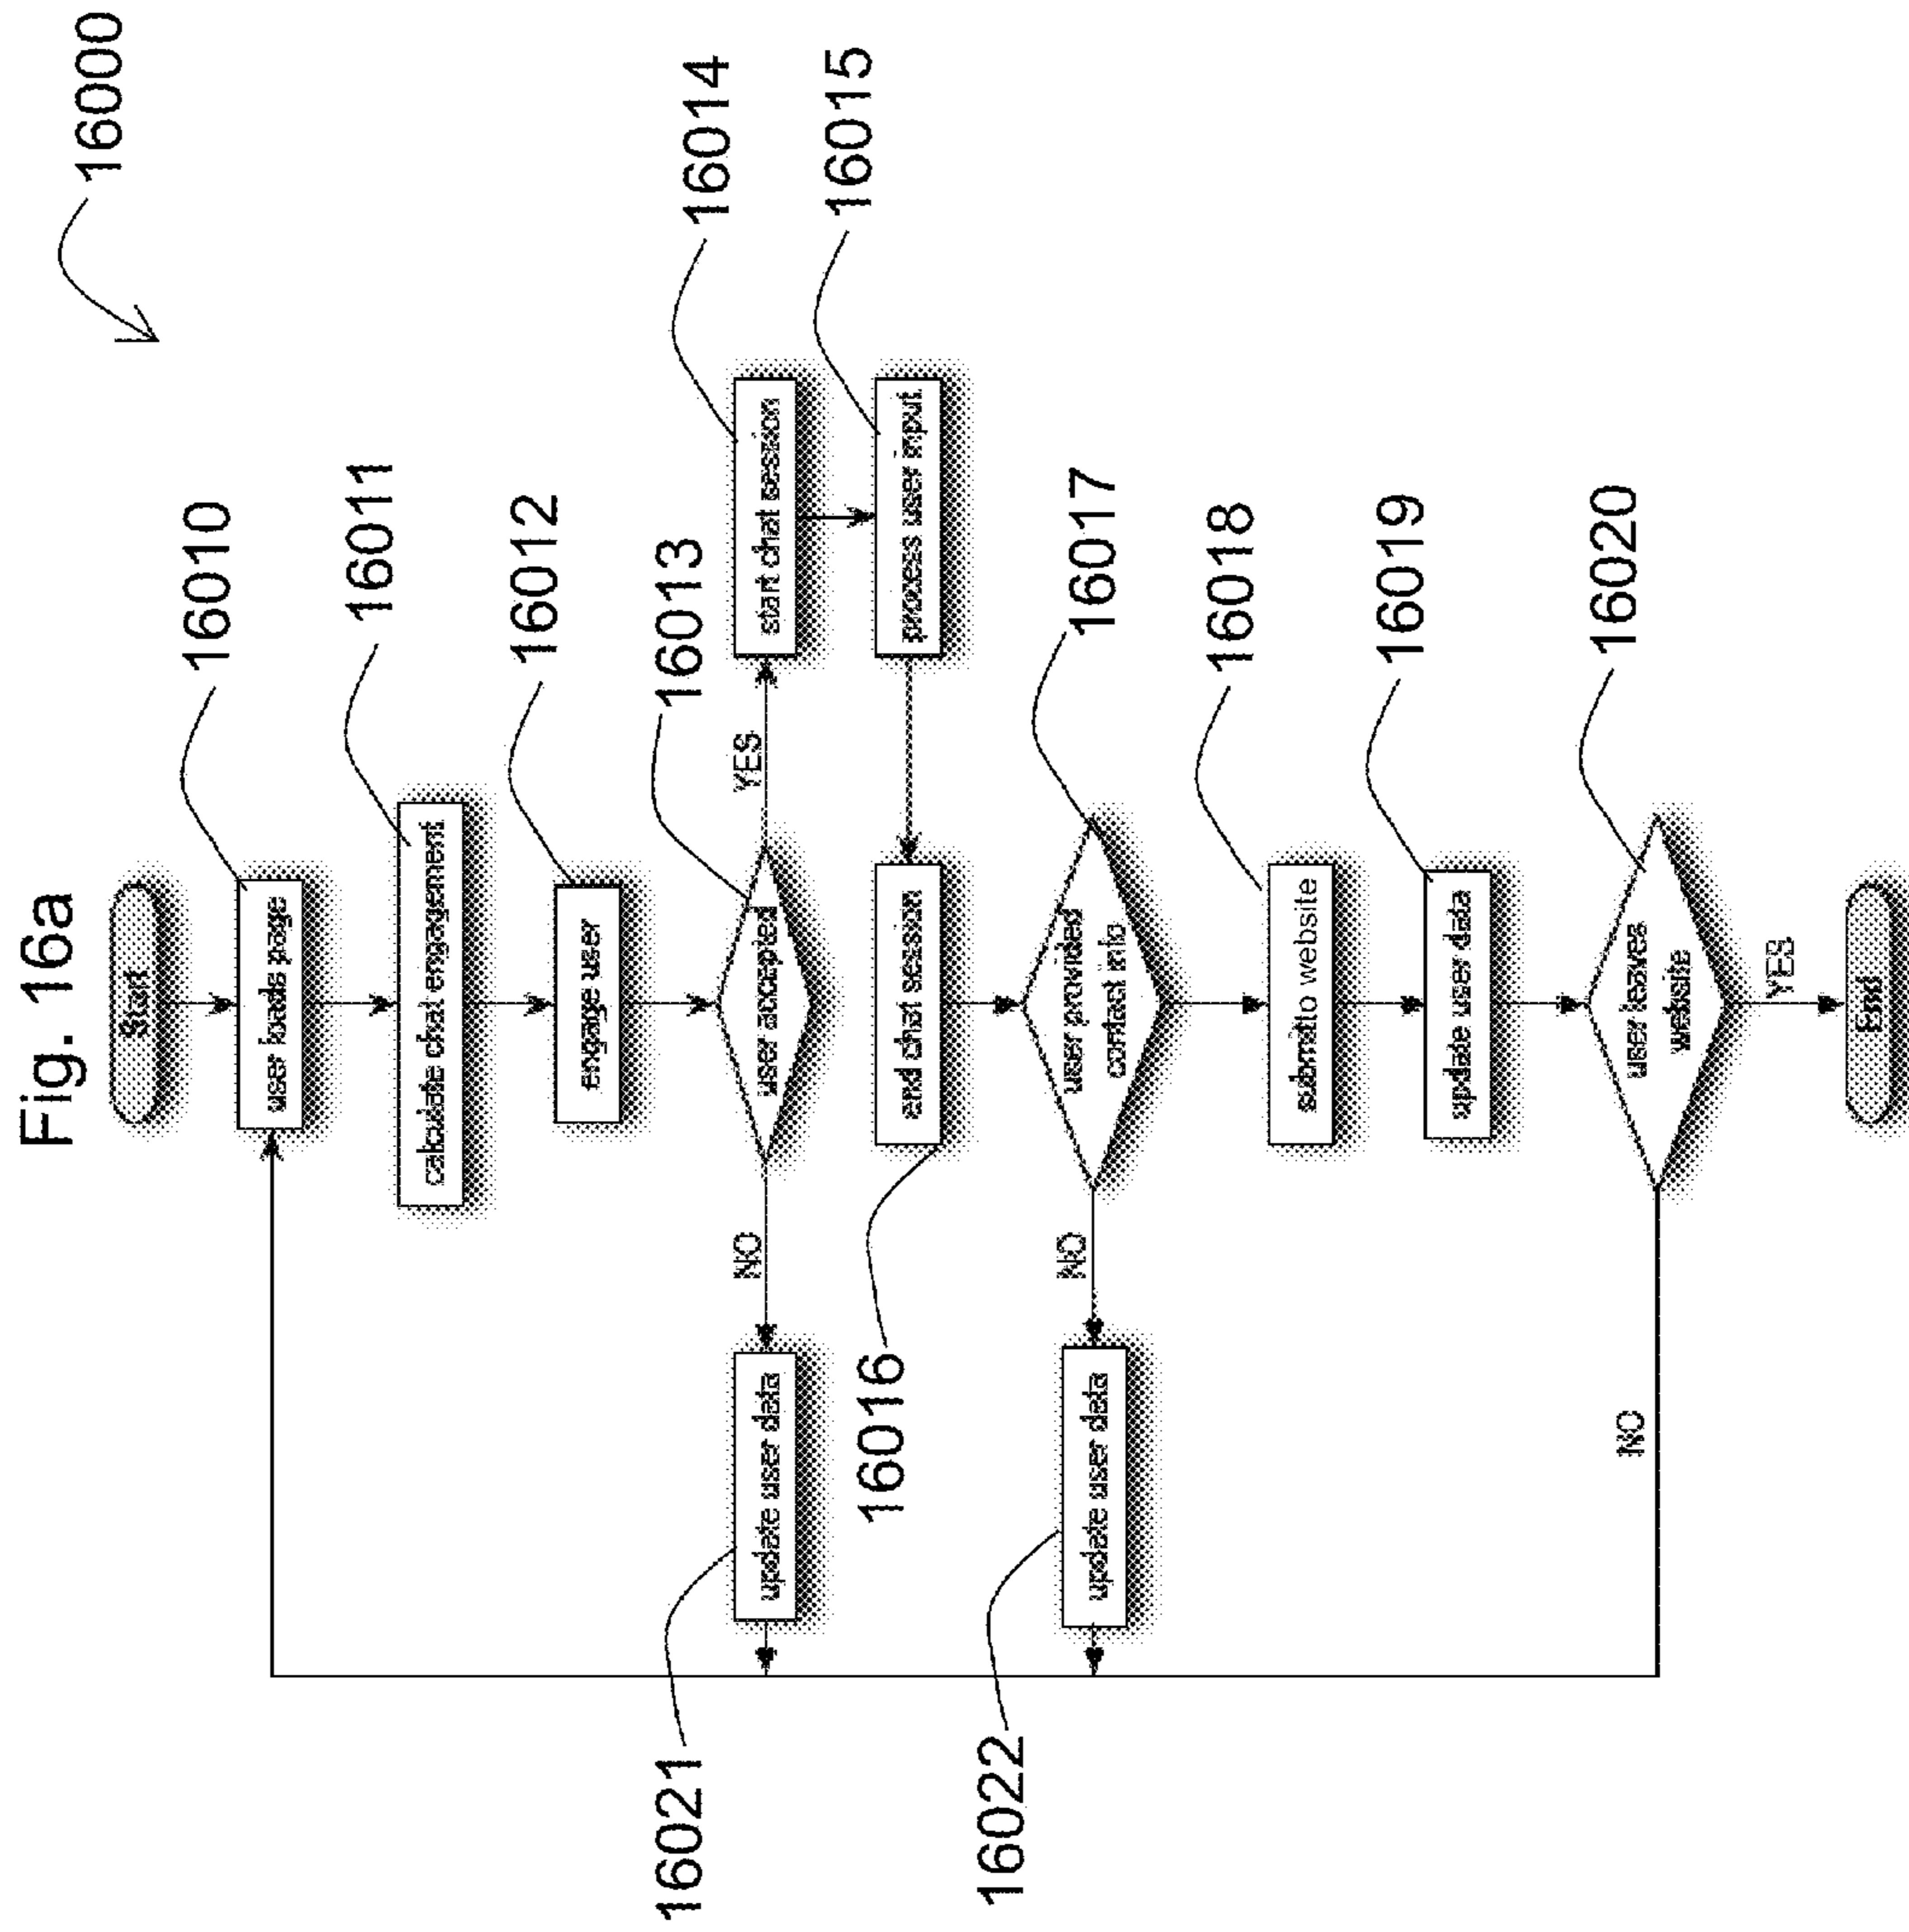 Fig. 16a
16000
Start
user loads page
16010
calculate chat engagement
16011
engage user
16012
user accepted
16013
YES
start chat session
16014
process user input
16015
NO
update user data
16021
end chat session
16016
user provided
contact info
16017
NO
update user data
16022
submit to website
16018
update user data
16019
user leaves
website
16020
NO
YES
End